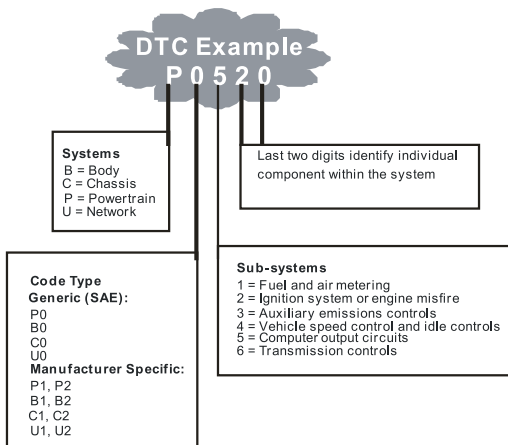 DTC Example
P 0 5 2 0
Systems
B = Body
C = Chassis
P = Powertrain
U = Network
Last two digits identify individual
component within the system
Code Type
Generic (SAE):
P0
B0
C0
U0
Manufacturer Specific:
P1, P2
B1, B2
C1, C2
U1, U2
Sub-systems
1 = Fuel and air metering
2 = Ignition system or engine misfire
3 = Auxiliary emissions controls
4 = Vehicle speed control and idle controls
5 = Computer output circuits
6 = Transmission controls